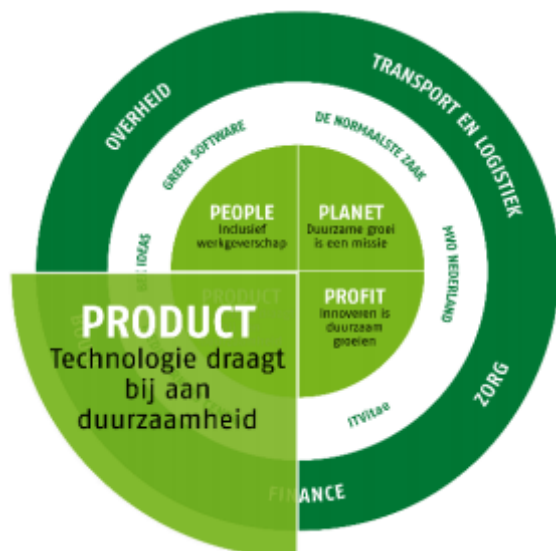 OVERHEID
TRANSPORT EN LOGISTIEK
GREEN SOFTWARE
DE NORMAALSTE ZAAK
PEOPLE
Inclusief
werkgeverschap
PLANET
Duurzame groei
is een missie
IDEAS
MVO NEDERLAND
PRODUCT
PROFIT
Innoveren is
duurzaam
groeien
PRODUCT
Technologie draagt
bij aan
duurzaamheid
ZORG
ITVitae
FINANCE